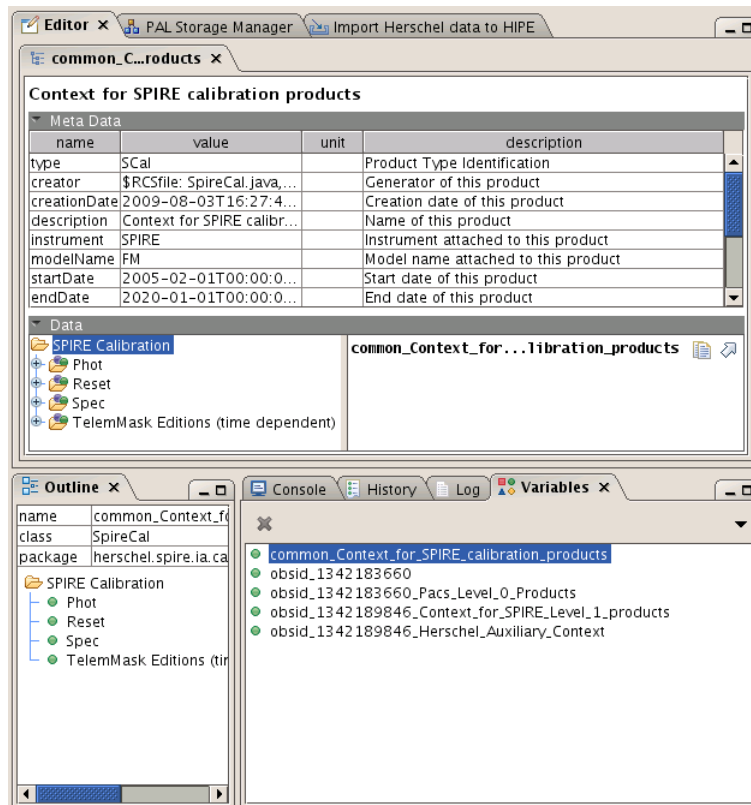 Editor X PAL Storage Manager Import Herschel data to HIPE
common_C...roducts X
Context for SPIRE calibration products
Meta Data
name value unit description
type SCal Product Type Identification
creator $RCSfile: SpireCal.java,... Generator of this product
creationDate 2009-08-03T16:27:4... Creation date of this product
description Context for SPIRE calibr... Name of this product
instrument SPIRE Instrument attached to this product
modelName FM Model name attached to this product
startDate 2005-02-01T00:00:0... Start date of this product
endDate 2020-01-01T00:00:0... End date of this product
Data
SPIRE Calibration
Phot
Reset
Spec
TelemMask Editions (time dependent)
common_Context_for...libration_products
Outline X
name common_Context_fo
class SpireCal
package herschel.spire.ia.ca
SPIRE Calibration
Phot
Reset
Spec
TelemMask Editions (tir
Console History Log Variables X
common_Context_for_SPIRE_calibration_products
obsid_1342183660
obsid_1342183660_Pacs_Level_0_Products
obsid_1342189846_Context_for_SPIRE_Level_1_products
obsid_1342189846_Herschel_Auxiliary_Context